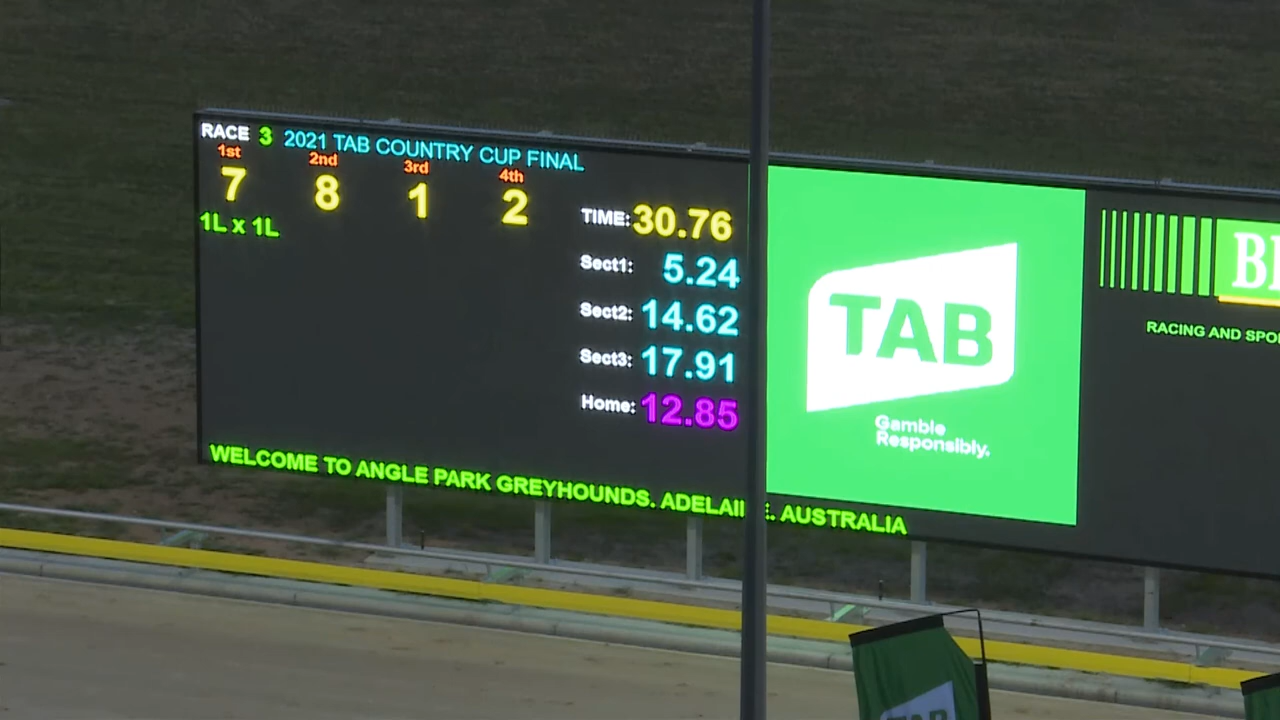 RACE 3 2021 TAB COUNTRY CUP FINAL
1st 2nd 3rd 4th
7 8 1 2
1L x 1L
TIME: 30.76
Sect1: 5.24
Sect2: 14.62
Sect3: 17.91
Home: 12.85
WELCOME TO ANGLE PARK GREYHOUNDS. ADELAIDE. AUSTRALIA
TAB
Gamble
Responsibly.
RACING AND
TAB